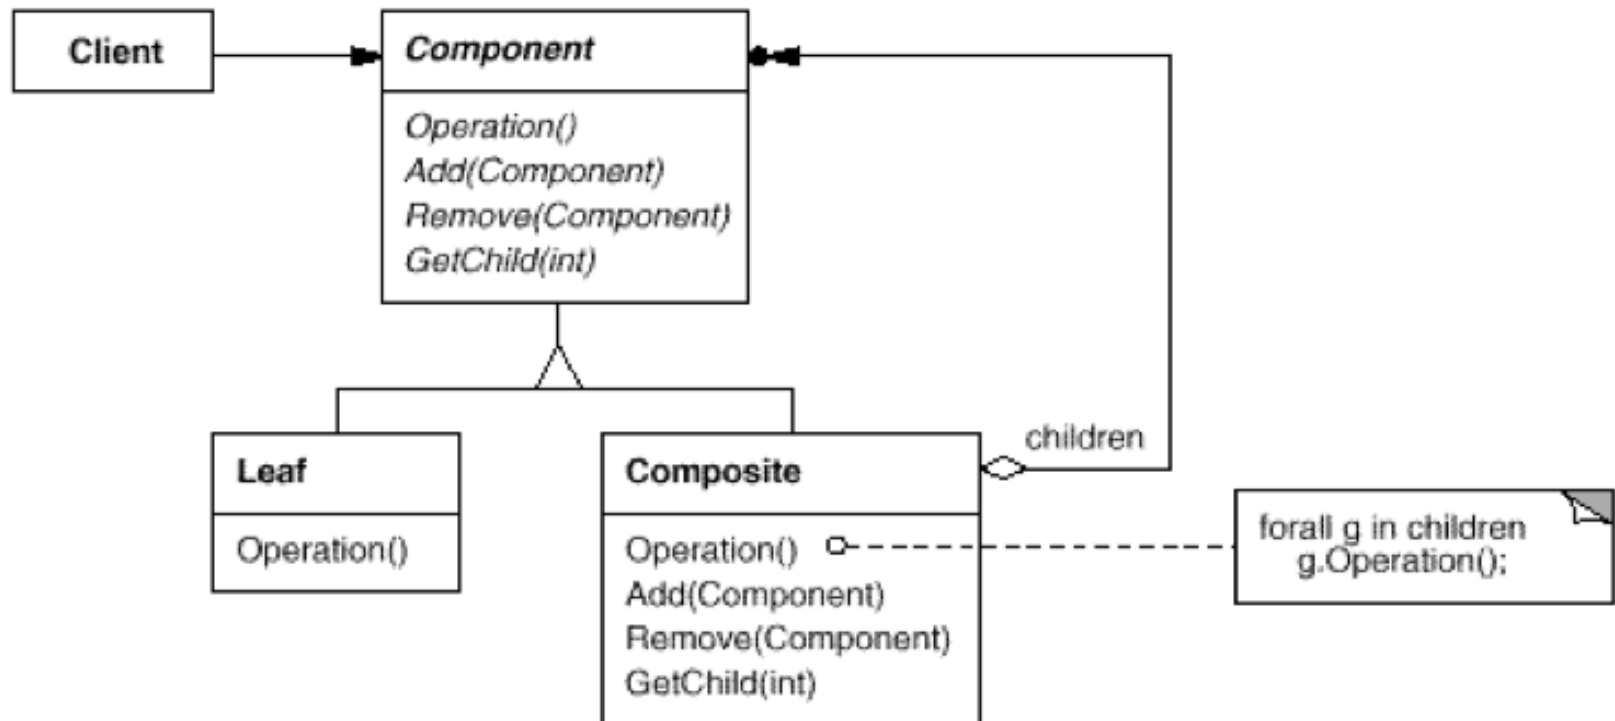 Client
Component
Operation()
Add(Component)
Remove(Component)
GetChild(int)
Leaf
Operation()
Composite
Operation()
Add(Component)
Remove(Component)
GetChild(int)
children
forall g in children
g.Operation();